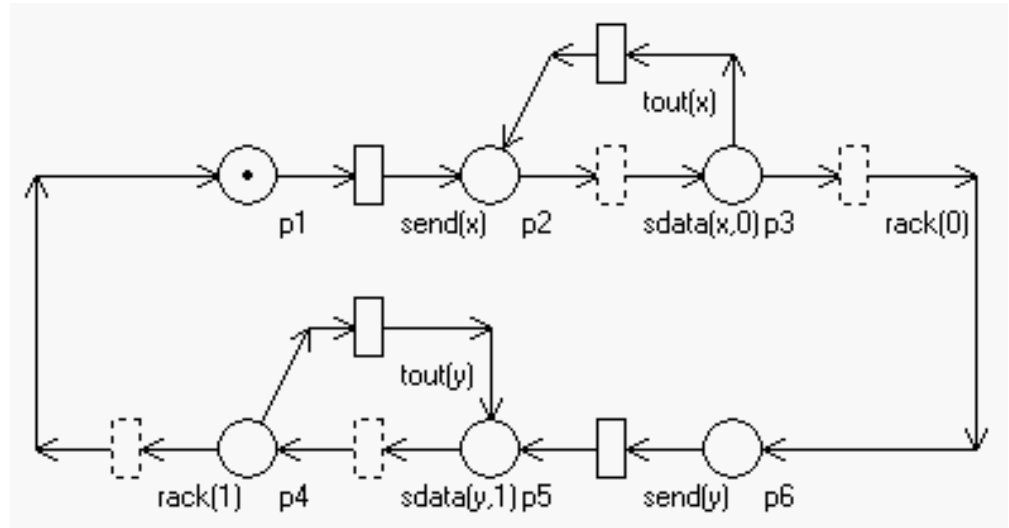 tout(x)
p1 send(x) p2 sdata(x,0) p3 rack(0)
tout(y)
rack(1) p4 sdata(y,1) p5 send(y) p6